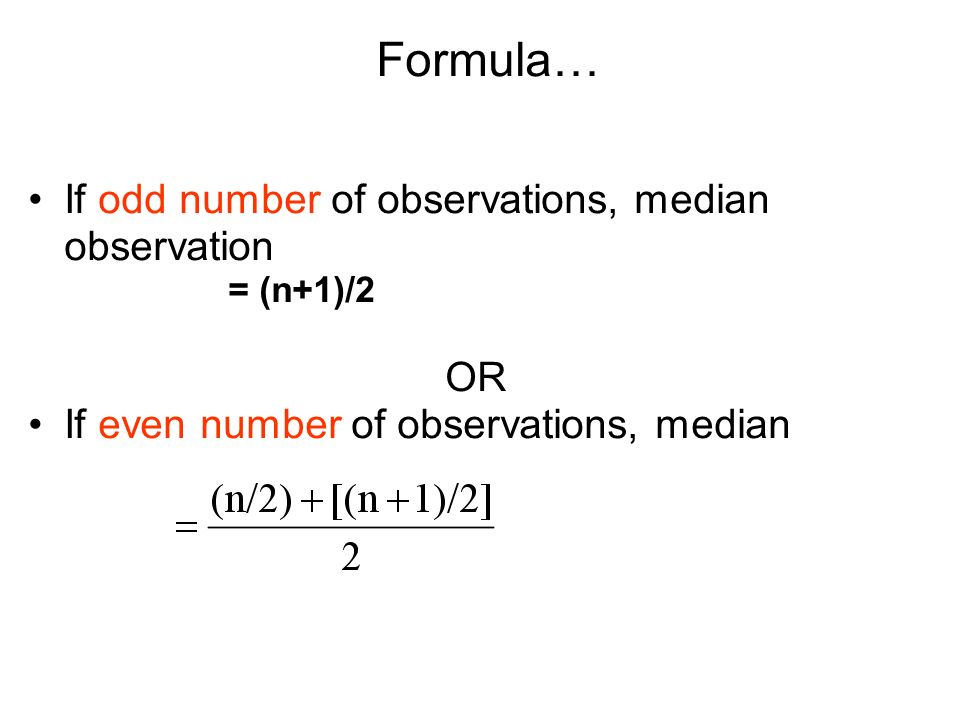 Formula…
• If odd number of observations, median
observation
= (n+1)/2
OR
• If even number of observations, median
= (n/2) + [(n + 1)/2]
2